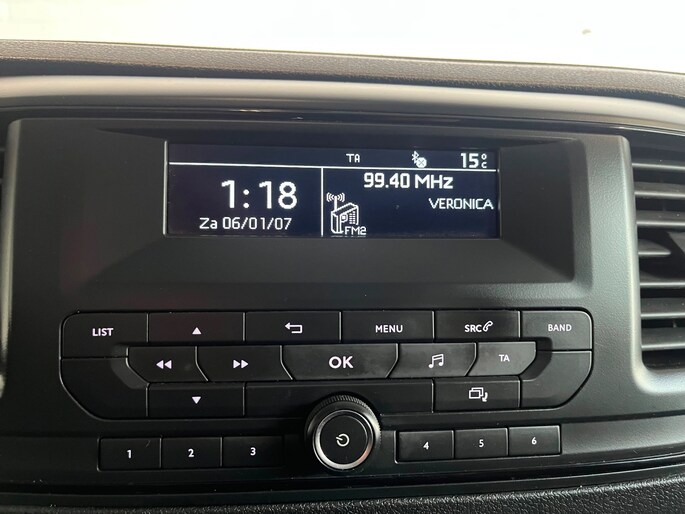 TA 15°C
1:18
Za 06/01/07
99.40 MHz
VERONICA
FM2
LIST MENU SRC BAND
OK TA
1 2 3 4 5 6